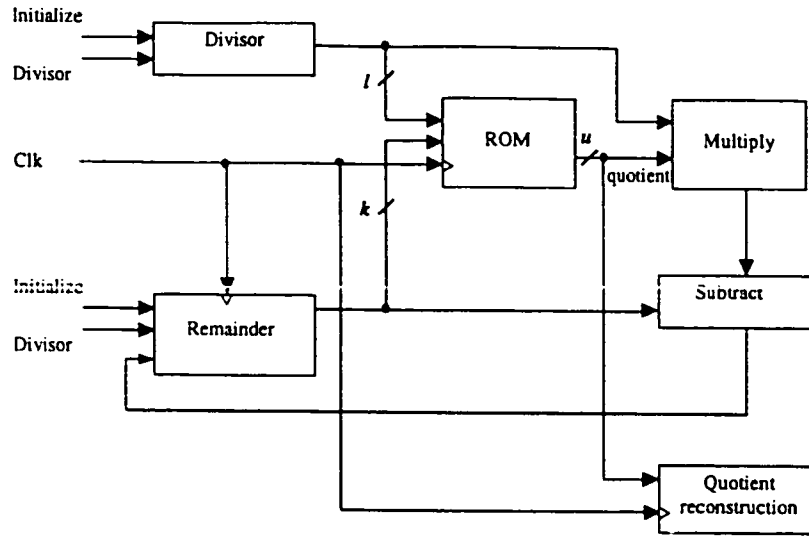 Initialize
Divisor
Divisor
l
ROM
u
Multiply
Clk
quotient
k
Initialize
Subtract
Remainder
Divisor
Quotient
reconstruction